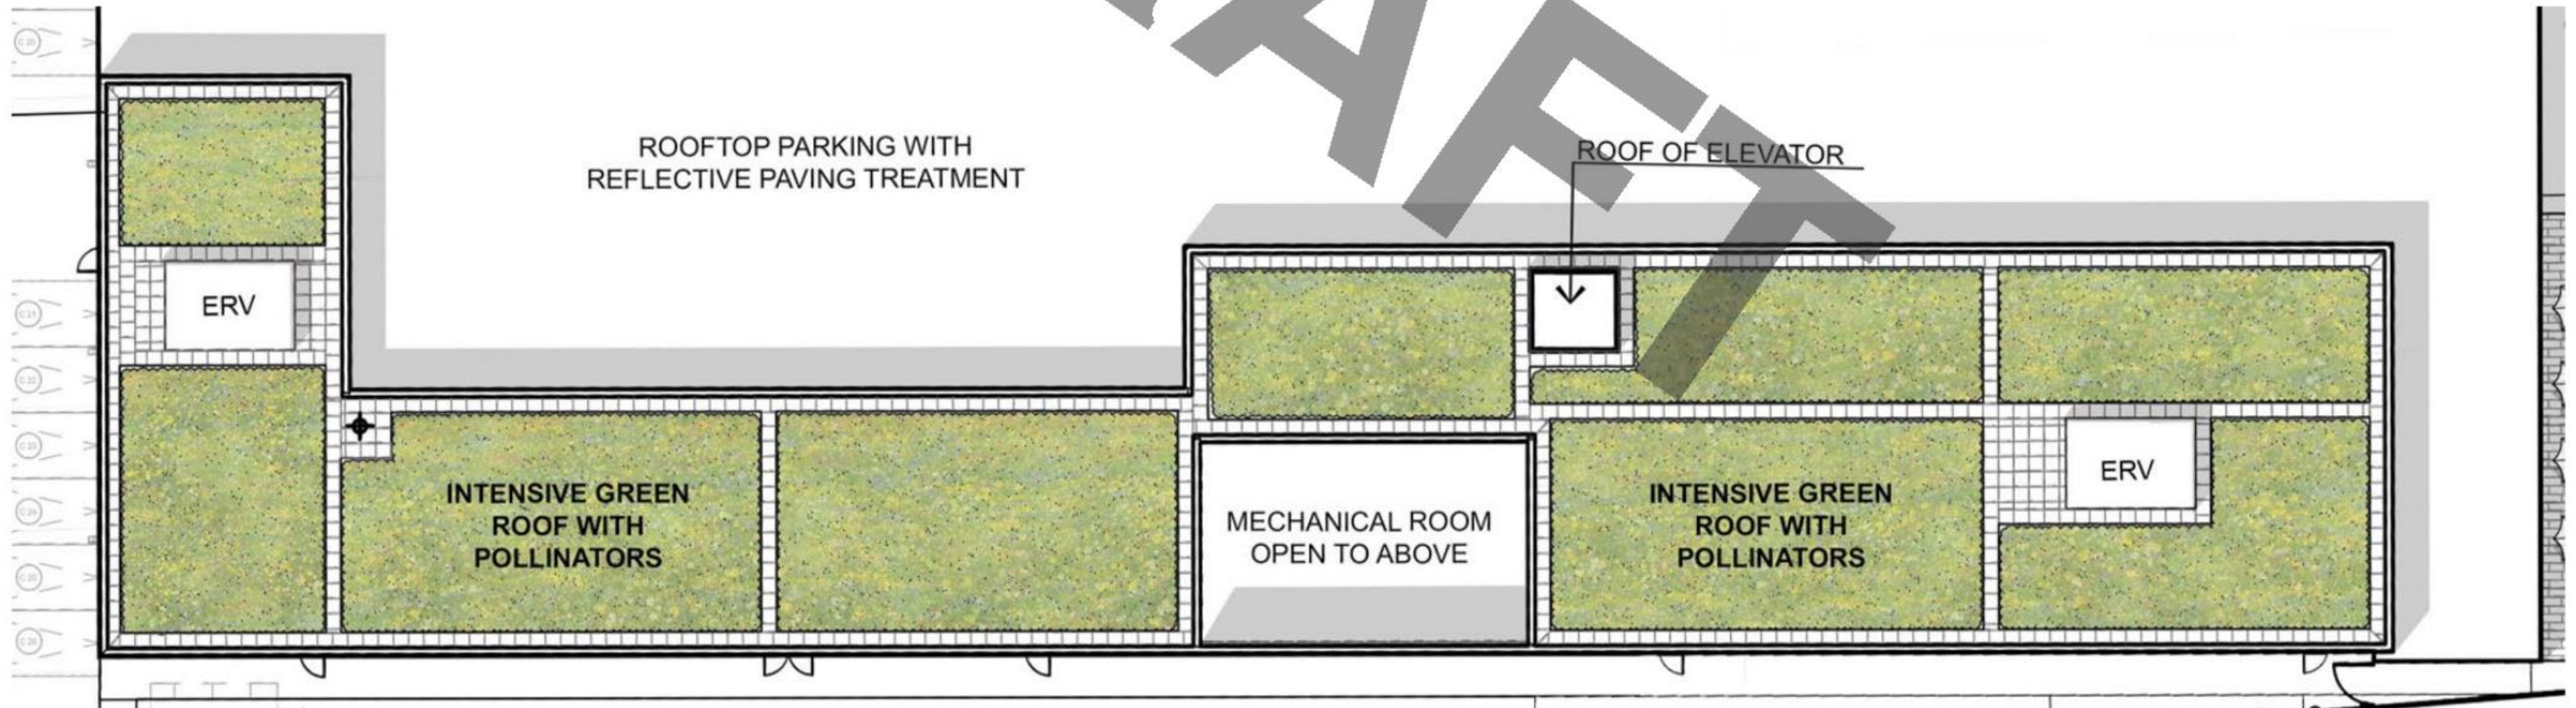 ROOFTOP PARKING WITH
REFLECTIVE PAVING TREATMENT
ROOF OF ELEVATOR
ERV
INTENSIVE GREEN
ROOF WITH
POLLINATORS
MECHANICAL ROOM
OPEN TO ABOVE
INTENSIVE GREEN
ROOF WITH
POLLINATORS
ERV